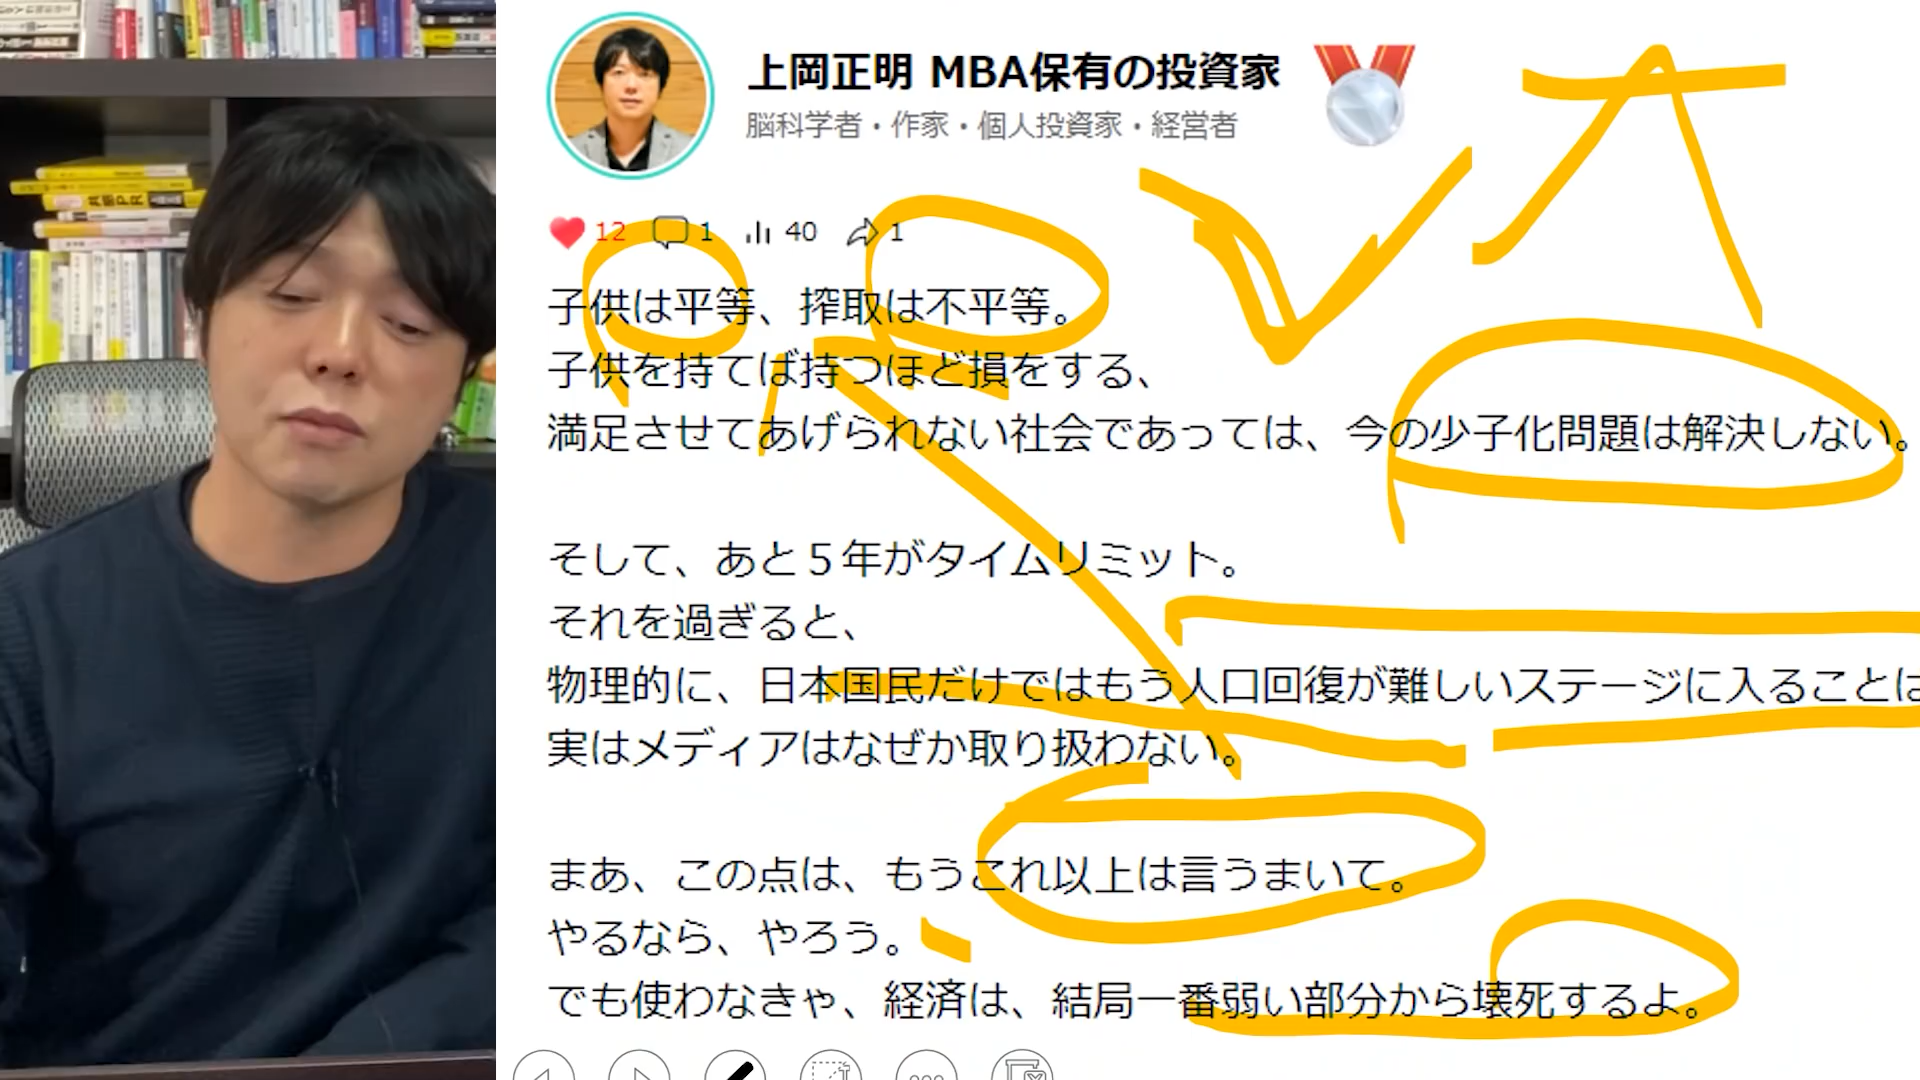 上岡正明 MBA保有の投資家
脳科学者・作家・個人投資家・経営者
12 1 40 1
子供は平等、搾取は不平等。
子供を持てば持つほど損をする、
満足させてあげられない社会であっては、今の少子化問題は解決しない。
そして、あと５年がタイムリミット。
それを過ぎると、
物理的に、日本国民だけではもう人口回復が難しいステージに入ることは
実はメディアはなぜか取り扱わない。
まあ、この点は、もうこれ以上は言うまいて。
やるなら、やろう。
でも使わなきゃ、経済は、結局一番弱い部分から壊死するよ。